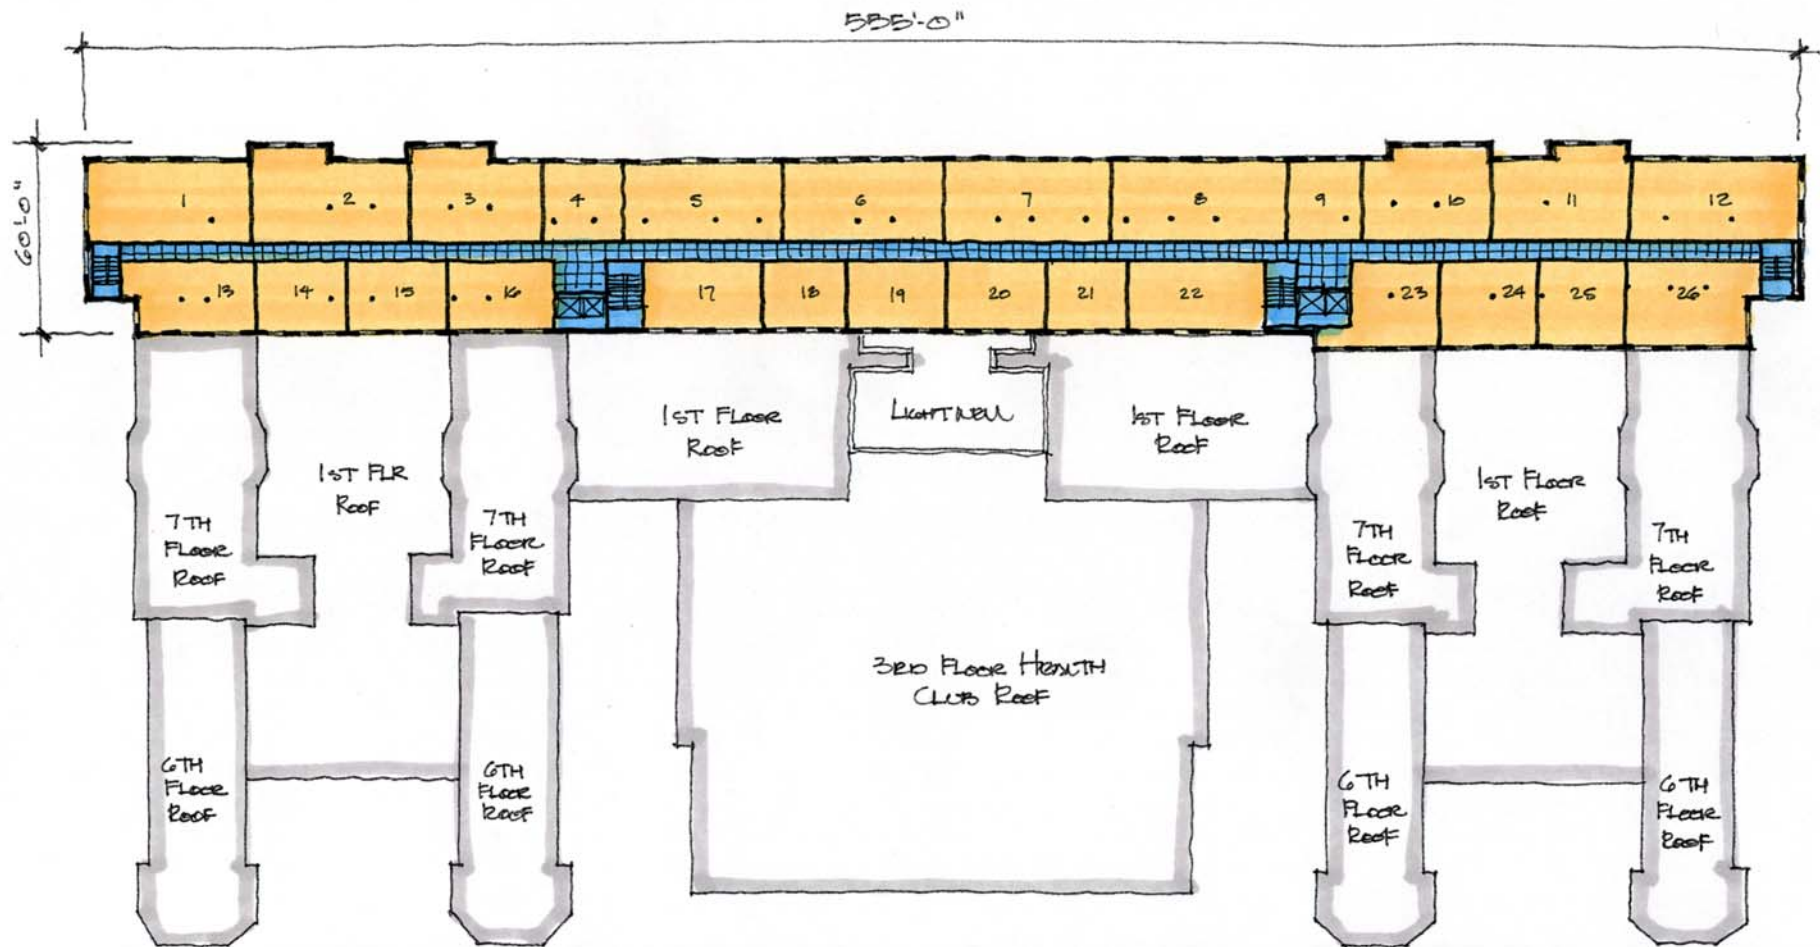 555'-0"
60'-0"
1 2 3 4 5 6 7 8 9 10 11 12
13 14 15 16 17 18 19 20 21 22 23 24 25 26
1ST FLOOR
ROOF
LIGHTWELL
1ST FLOOR
ROOF
1ST FLR
ROOF
1ST FLOOR
ROOF
7TH
FLOOR
ROOF
7TH
FLOOR
ROOF
7TH
FLOOR
ROOF
7TH
FLOOR
ROOF
3RD FLOOR HEALTH
CLUB ROOF
6TH
FLOOR
ROOF
6TH
FLOOR
ROOF
6TH
FLOOR
ROOF
6TH
FLOOR
ROOF